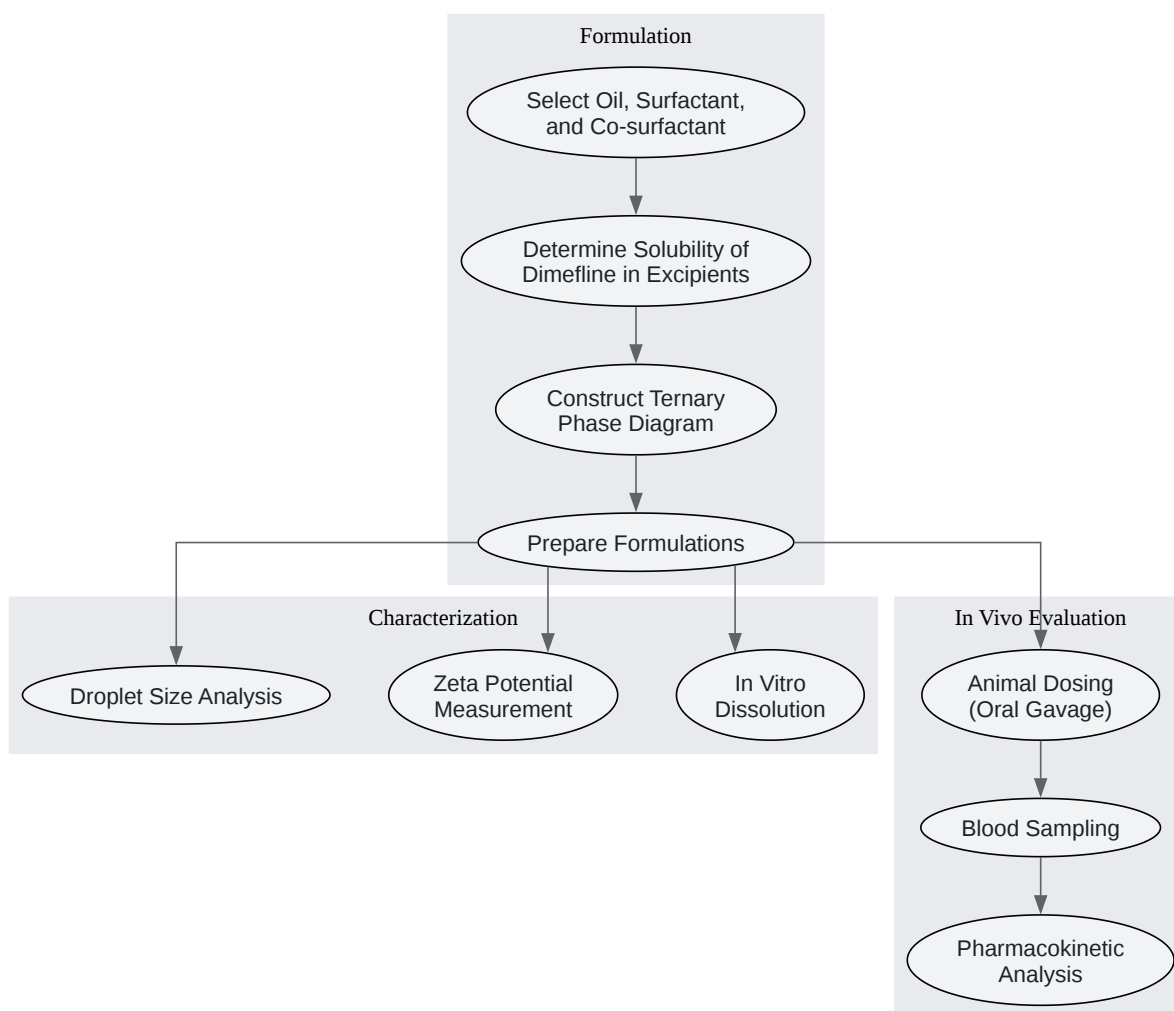 Formulation
Select Oil, Surfactant,
and Co-surfactant
Determine Solubility of
Dimefline in Excipients
Construct Ternary
Phase Diagram
Prepare Formulations
Characterization
Droplet Size Analysis
Zeta Potential
Measurement
In Vitro
Dissolution
In Vivo Evaluation
Animal Dosing
(Oral Gavage)
Blood Sampling
Pharmacokinetic
Analysis